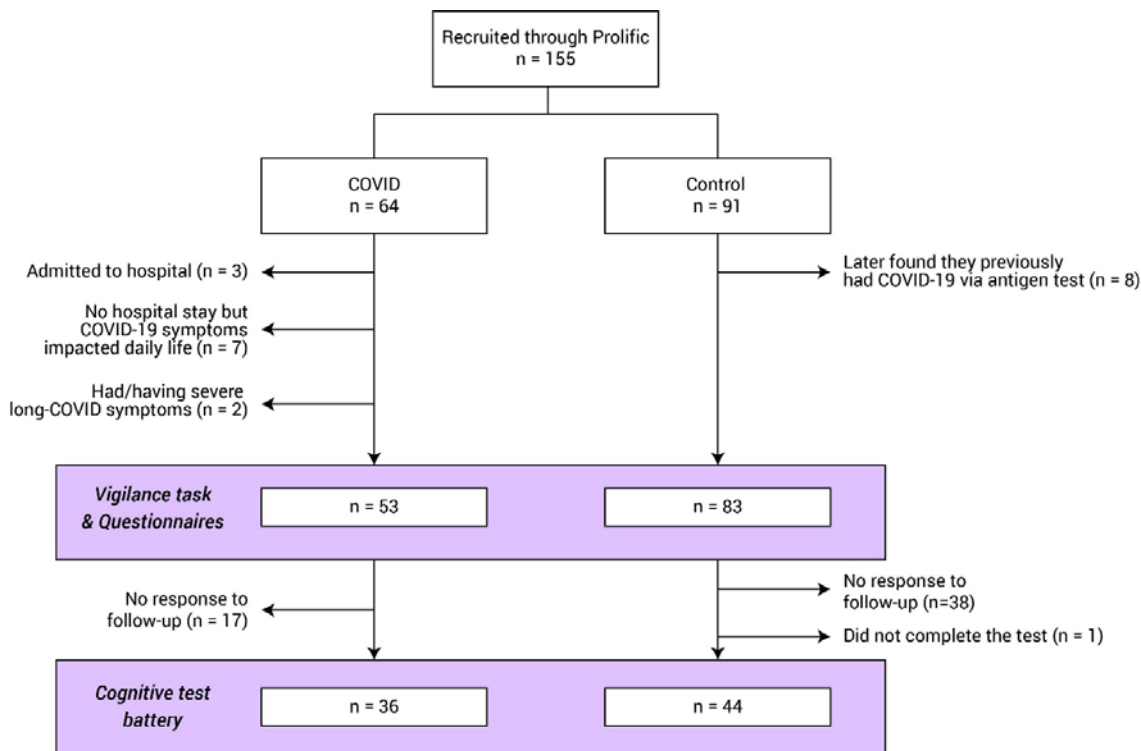 Recruited through Prolific
n = 155
COVID
n = 64
Control
n = 91
Admitted to hospital (n = 3)
Later found they previously
had COVID-19 via antigen test (n = 8)
No hospital stay but
COVID-19 symptoms
impacted daily life (n = 7)
Had/having severe
long-COVID symptoms (n = 2)
Vigilance task
& Questionnaires
n = 53
n = 83
No response to
follow-up (n = 17)
No response to
follow-up (n=38)
Did not complete the test (n = 1)
Cognitive test
battery
n = 36
n = 44